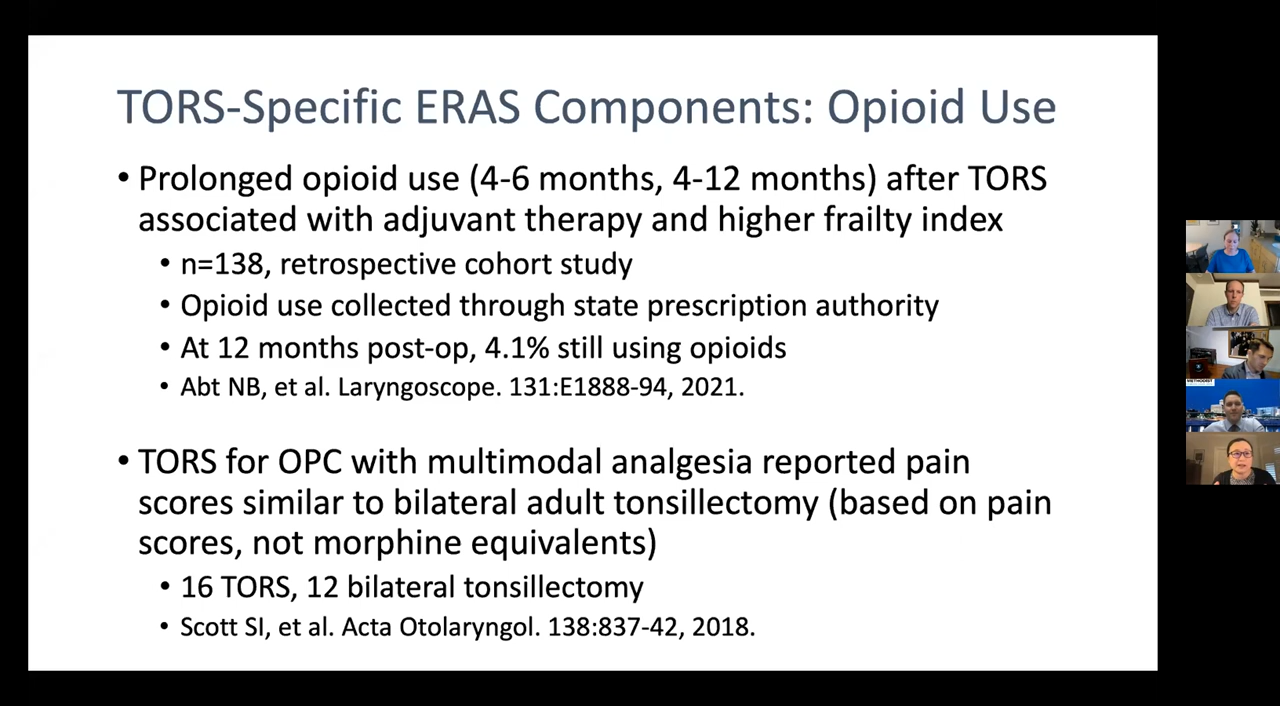 TORS-Specific ERAS Components: Opioid Use
• Prolonged opioid use (4-6 months, 4-12 months) after TORS
associated with adjuvant therapy and higher frailty index
• n=138, retrospective cohort study
• Opioid use collected through state prescription authority
• At 12 months post-op, 4.1% still using opioids
• Abt NB, et al. Laryngoscope. 131:E1888-94, 2021.
• TORS for OPC with multimodal analgesia reported pain
scores similar to bilateral adult tonsillectomy (based on pain
scores, not morphine equivalents)
• 16 TORS, 12 bilateral tonsillectomy
• Scott SI, et al. Acta Otolaryngol. 138:837-42, 2018.
METHODIST